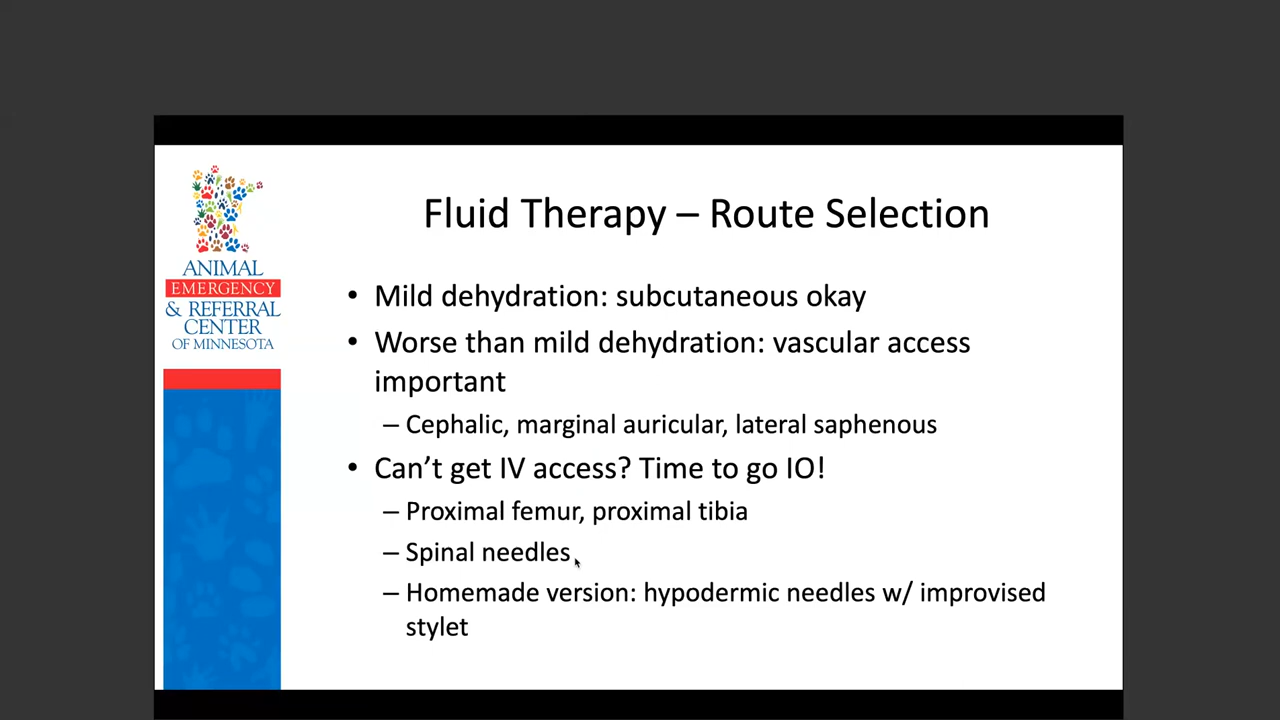 ANIMAL
EMERGENCY
& REFERRAL
CENTER
OF MINNESOTA
Fluid Therapy – Route Selection
• Mild dehydration: subcutaneous okay
• Worse than mild dehydration: vascular access
important
– Cephalic, marginal auricular, lateral saphenous
• Can’t get IV access? Time to go IO!
– Proximal femur, proximal tibia
– Spinal needles
– Homemade version: hypodermic needles w/ improvised
stylet